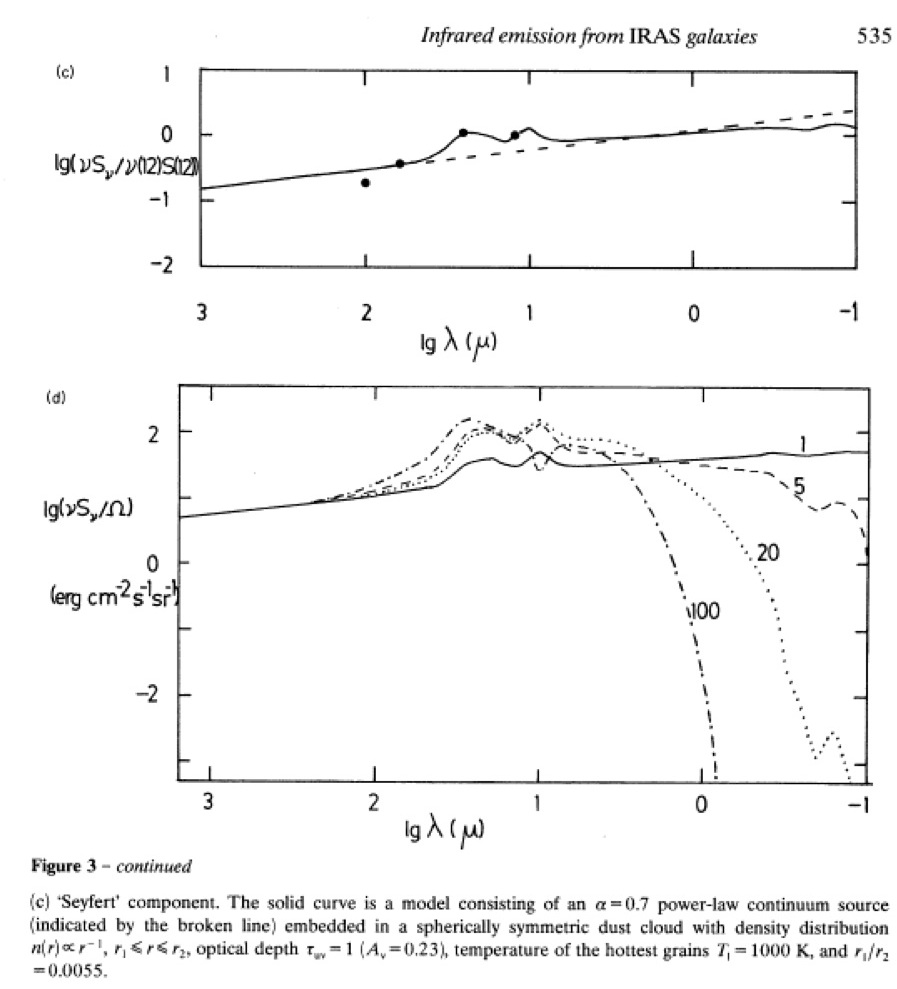 Infrared emission from IRAS galaxies 535
(c)
1
0
lg(νSν/ν(12)S(12))
-1
-2
3 2 1 0 -1
lg λ (μ)
(d)
2
1
5
lg(νSν/Ω)
0
20
(erg cm⁻²s⁻¹sr⁻¹)
100
-2
3 2 1 0 -1
lg λ (μ)
Figure 3 – continued
(c) ‘Seyfert’ component. The solid curve is a model consisting of an α=0.7 power-law continuum source
(indicated by the broken line) embedded in a spherically symmetric dust cloud with density distribution
n(r)∝r⁻¹, r₁⩽r⩽r₂, optical depth τuv=1 (Av=0.23), temperature of the hottest grains T₁=1000 K, and r₁/r₂
=0.0055.